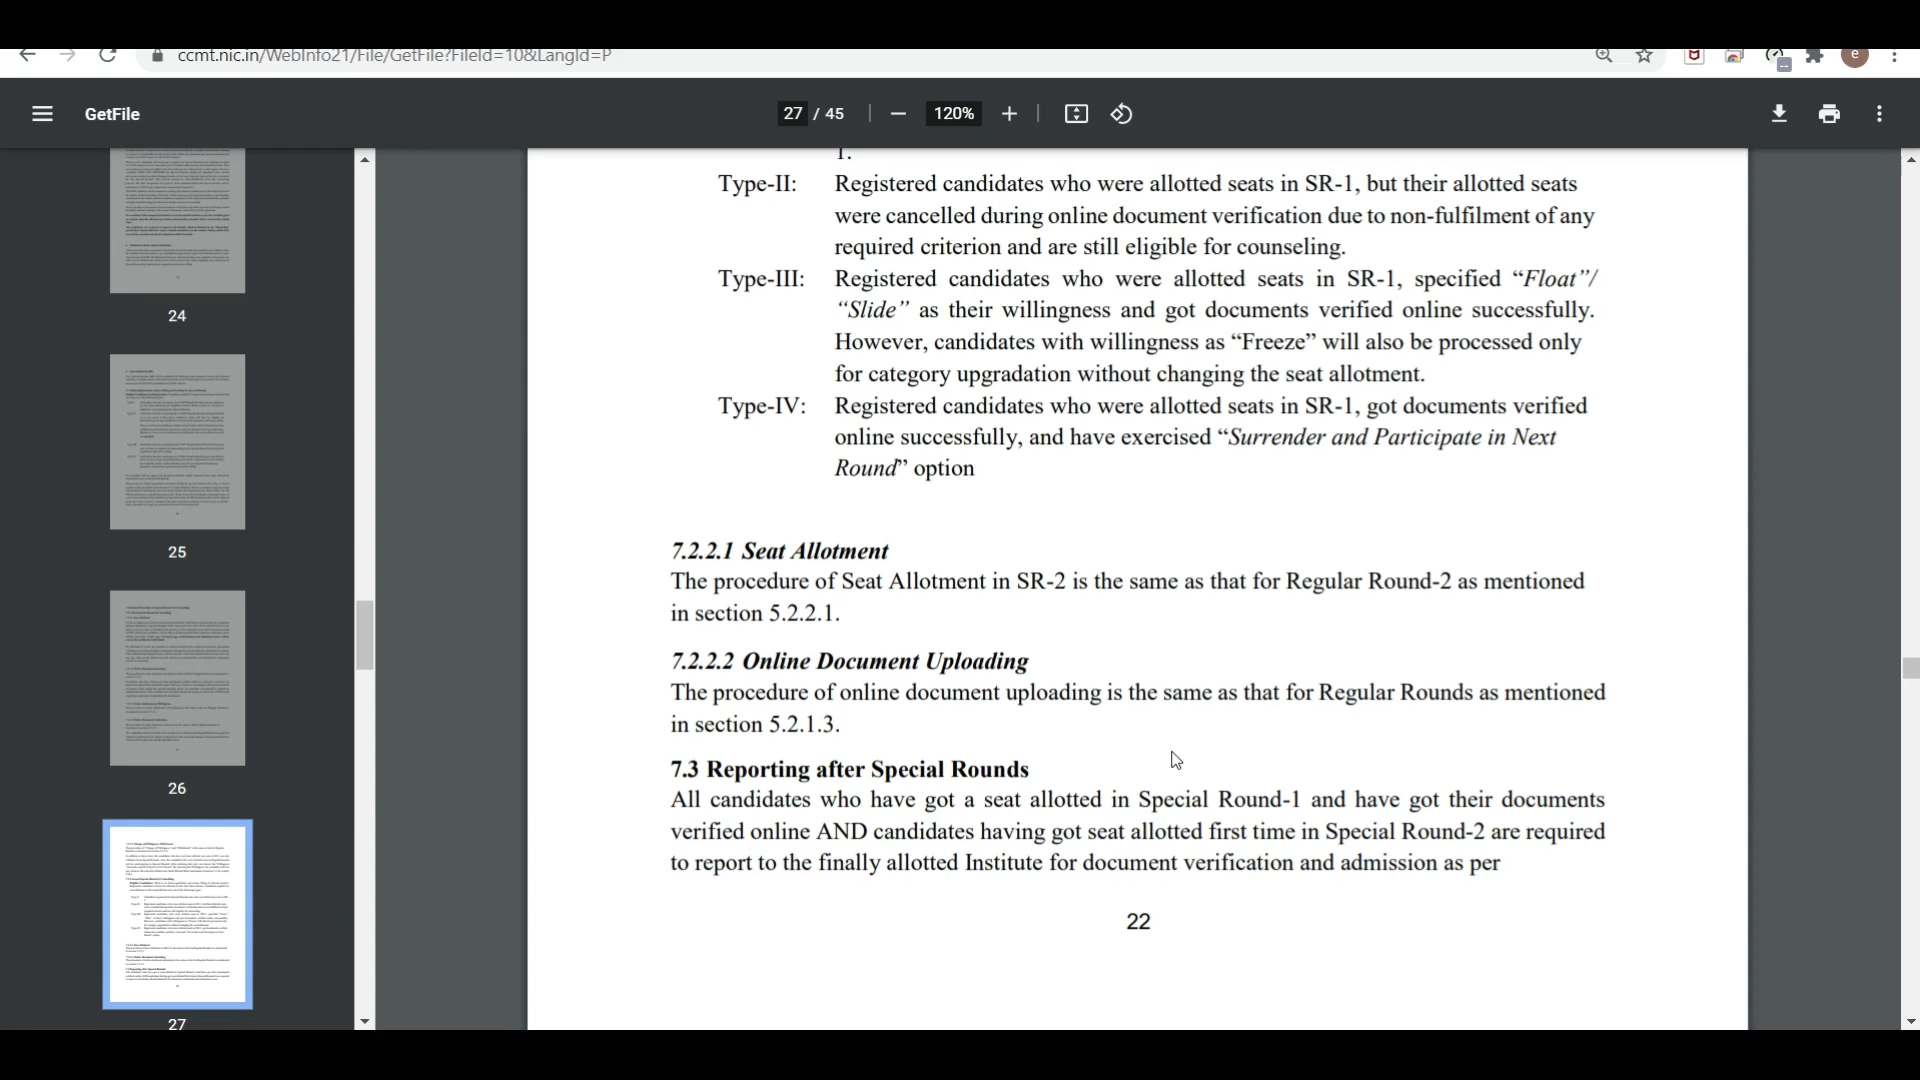 ccmt.nic.in/WebInfo21/File/GetFile?FileId=10&LangId=P
e
GetFile
27 / 45
120%
24
25
26
27
1.
Type-II: Registered candidates who were allotted seats in SR-1, but their allotted seats
were cancelled during online document verification due to non-fulfilment of any
required criterion and are still eligible for counseling.
Type-III: Registered candidates who were allotted seats in SR-1, specified “Float”/
“Slide” as their willingness and got documents verified online successfully.
However, candidates with willingness as “Freeze” will also be processed only
for category upgradation without changing the seat allotment.
Type-IV: Registered candidates who were allotted seats in SR-1, got documents verified
online successfully, and have exercised “Surrender and Participate in Next
Round” option
7.2.2.1 Seat Allotment
The procedure of Seat Allotment in SR-2 is the same as that for Regular Round-2 as mentioned
in section 5.2.2.1.
7.2.2.2 Online Document Uploading
The procedure of online document uploading is the same as that for Regular Rounds as mentioned
in section 5.2.1.3.
7.3 Reporting after Special Rounds
All candidates who have got a seat allotted in Special Round-1 and have got their documents
verified online AND candidates having got seat allotted first time in Special Round-2 are required
to report to the finally allotted Institute for document verification and admission as per
22